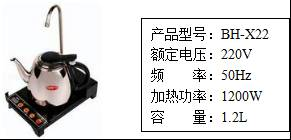 产品型号：BH-X22
额定电压：220V
频　　率：50Hz
加热功率：1200W
容　　量：1.2L